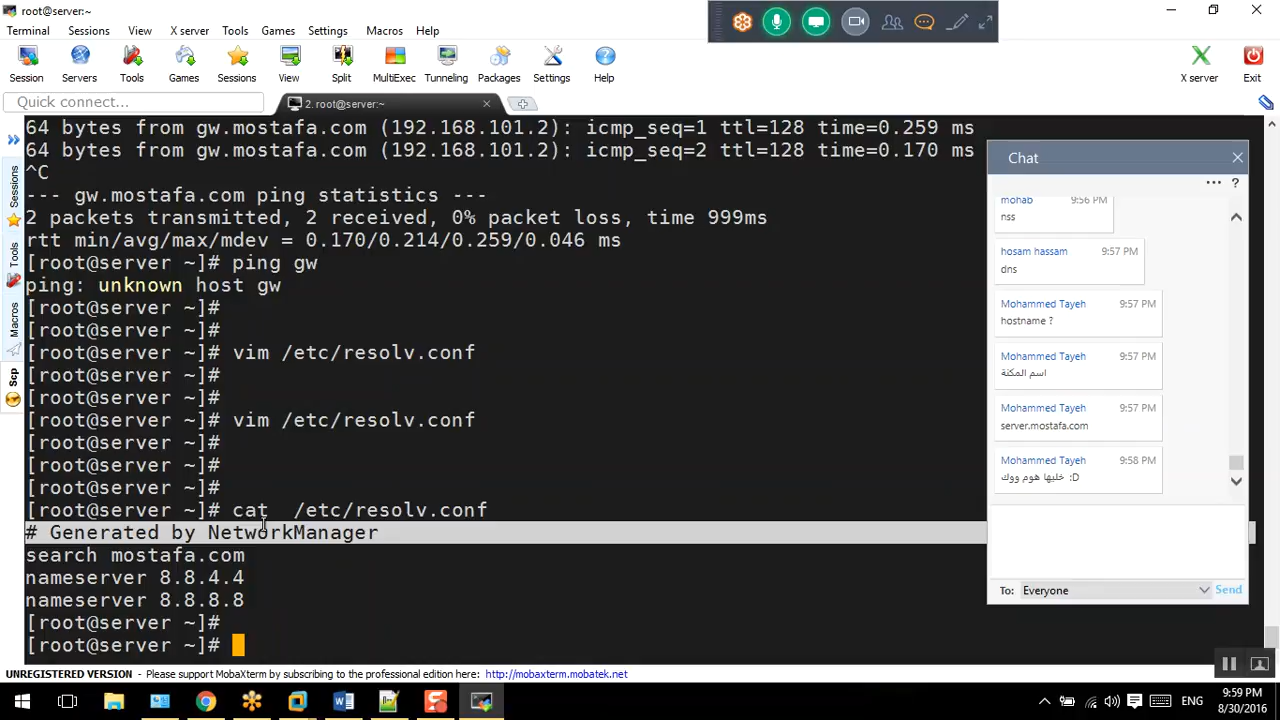 root@server:~
Terminal Sessions View X server Tools Games Settings Macros Help
Session Servers Tools Games Sessions View Split MultiExec Tunneling Packages Settings Help X server Exit
Quick connect...
2. root@server:~
Sessions
Tools
Macros
Scp
64 bytes from gw.mostafa.com (192.168.101.2): icmp_seq=1 ttl=128 time=0.259 ms
64 bytes from gw.mostafa.com (192.168.101.2): icmp_seq=2 ttl=128 time=0.170 ms
^C
--- gw.mostafa.com ping statistics ---
2 packets transmitted, 2 received, 0% packet loss, time 999ms
rtt min/avg/max/mdev = 0.170/0.214/0.259/0.046 ms
[root@server ~]# ping gw
ping: unknown host gw
[root@server ~]#
[root@server ~]#
[root@server ~]# vim /etc/resolv.conf
[root@server ~]#
[root@server ~]#
[root@server ~]# vim /etc/resolv.conf
[root@server ~]#
[root@server ~]#
[root@server ~]#
[root@server ~]# cat  /etc/resolv.conf
# Generated by NetworkManager
search mostafa.com
nameserver 8.8.4.4
nameserver 8.8.8.8
[root@server ~]#
[root@server ~]#
Chat
... ?
mohab 9:56 PM
nss
hosam hassam 9:57 PM
dns
Mohammed Tayeh 9:57 PM
hostname ?
Mohammed Tayeh 9:57 PM
اسم المكنة
Mohammed Tayeh 9:57 PM
server.mostafa.com
Mohammed Tayeh 9:58 PM
خليها هوم ووك :D
To: Everyone Send
UNREGISTERED VERSION - Please support MobaXterm by subscribing to the professional edition here: http://mobaxterm.mobatek.net
ENG
9:59 PM
8/30/2016